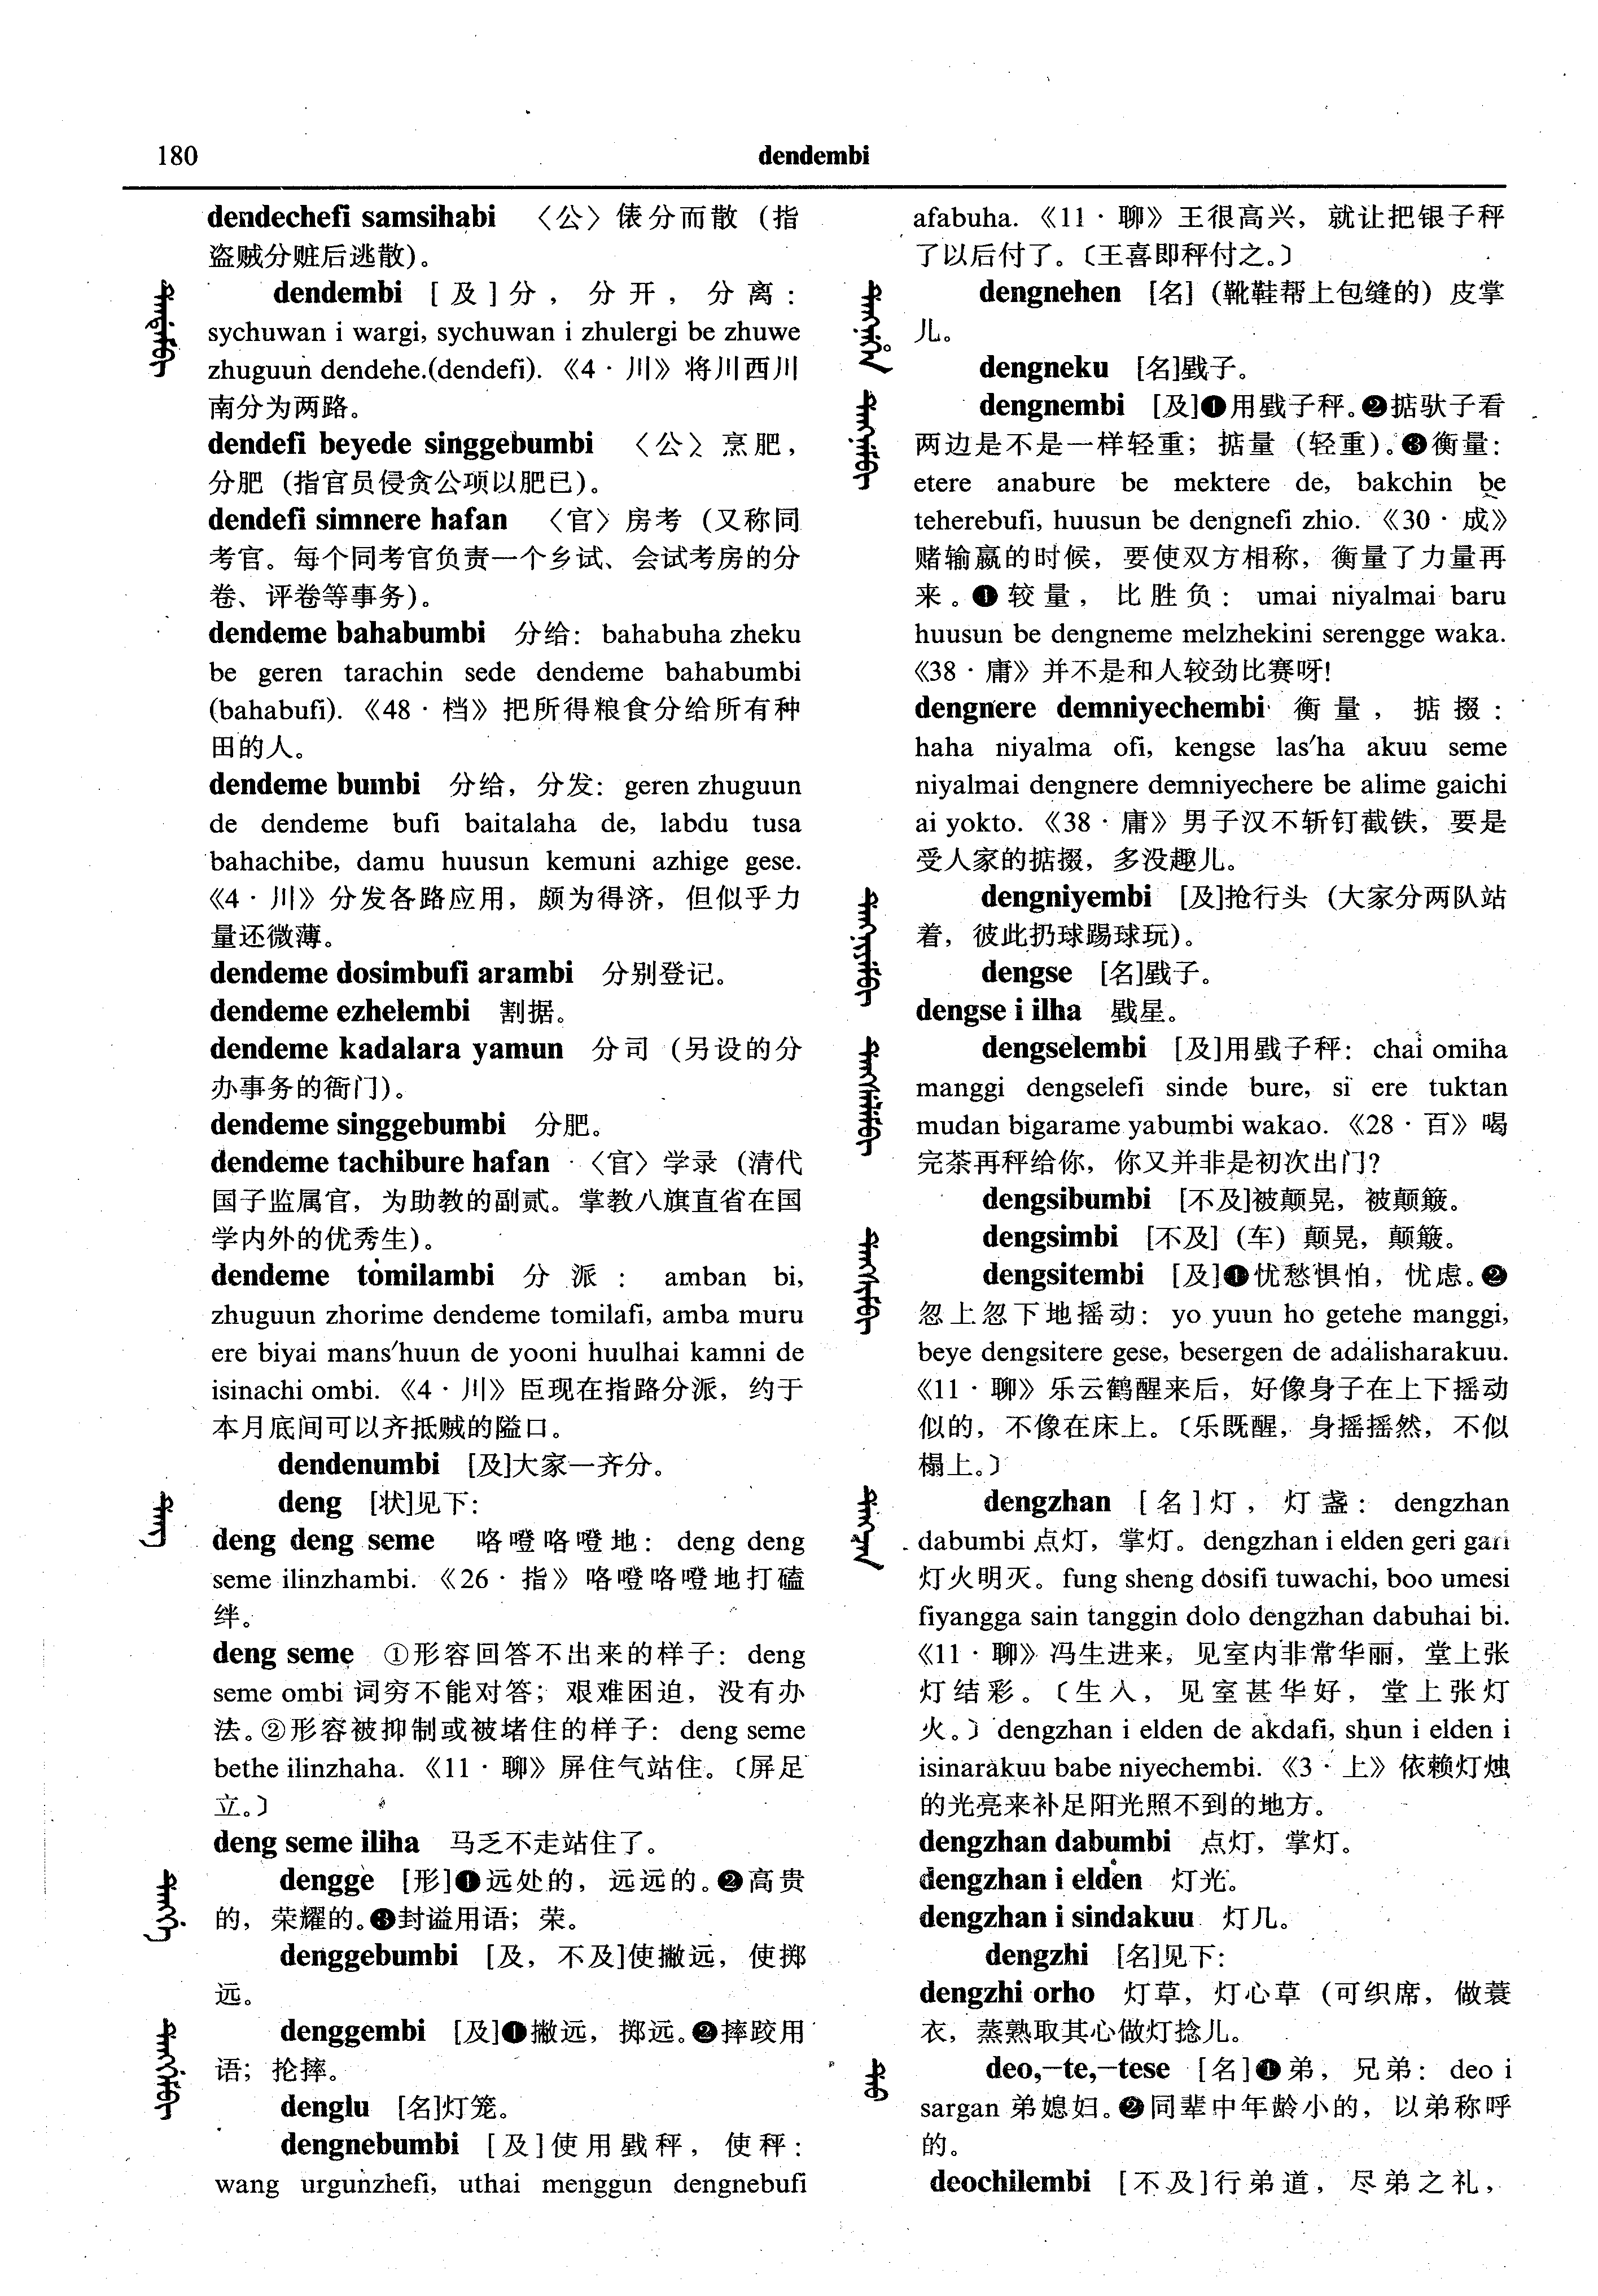 180
dendembi
dendechefi samsihabi 〈公〉俵分而散（指
盗贼分赃后逃散）。
dendembi [及]分，分开，分离：
sychuwan i wargi, sychuwan i zhulergi be zhuwe
zhuguun dendehe.(dendefi).《4·川》将川西川
南分为两路。
dendefi beyede singgebumbi 〈公〉烹肥，
分肥（指官员侵贪公项以肥已）。
dendefi simnere hafan 〈官〉房考（又称同
考官。每个同考官负责一个乡试、会试考房的分
卷、评卷等事务）。
dendeme bahabumbi 分给：bahabuha zheku
be geren tarachin sede dendeme bahabumbi
(bahabufi).《48·档》把所得粮食分给所有种
田的人。
dendeme bumbi 分给，分发：geren zhuguun
de dendeme bufi baitalaha de, labdu tusa
bahachibe, damu huusun kemuni azhige gese.
《4·川》分发各路应用，颇为得济，但似乎力
量还微薄。
dendeme dosimbufi arambi 分别登记。
dendeme ezhelembi 割据。
dendeme kadalara yamun 分司（另设的分
办事务的衙门）。
dendeme singgebumbi 分肥。
dendeme tachibure hafan 〈官〉学录（清代
国子监属官，为助教的副贰。掌教八旗直省在国
学内外的优秀生）。
dendeme tomilambi 分派：amban bi,
zhuguun zhorime dendeme tomilafi, amba muru
ere biyai mans'huun de yooni huulhai kamni de
isinachi ombi.《4·川》臣现在指路分派，约于
本月底间可以齐抵贼的隘口。
dendenumbi [及]大家一齐分。
deng [状]见下：
deng deng seme 咯噔咯噔地：deng deng
seme ilinzhambi.《26·指》咯噔咯噔地打磕
绊。
deng seme ①形容回答不出来的样子：deng
seme ombi 词穷不能对答；艰难困迫，没有办
法。②形容被抑制或被堵住的样子：deng seme
bethe ilinzhaha.《11·聊》屏住气站住。〔屏足
立。〕
deng seme iliha 马乏不走站住了。
dengge [形]❶远处的，远远的。❷高贵
的，荣耀的。❸封谥用语；荣。
denggebumbi [及，不及]使撇远，使掷
远。
denggembi [及]❶撇远，掷远。❷摔跤用
语；抡摔。
denglu [名]灯笼。
dengnebumbi [及]使用戥秤，使秤：
wang urgunzhefi, uthai menggun dengnebufi
afabuha.《11·聊》王很高兴，就让把银子秤
了以后付了。〔王喜即秤付之。〕
dengnehen [名]（靴鞋帮上包缝的）皮掌
儿。
dengneku [名]戥子。
dengnembi [及]❶用戥子秤。❷掂驮子看
两边是不是一样轻重；掂量（轻重）。❸衡量：
etere anabure be mektere de, bakchin be
teherebufi, huusun be dengnefi zhio.《30·成》
赌输赢的时候，要使双方相称，衡量了力量再
来。❶较量，比胜负：umai niyalmai baru
huusun be dengneme melzhekini serengge waka.
《38·庸》并不是和人较劲比赛呀！
dengnere demniyechembi 衡量，掂掇：
haha niyalma ofi, kengse las'ha akuu seme
niyalmai dengnere demniyechere be alime gaichi
ai yokto.《38·庸》男子汉不斩钉截铁，要是
受人家的掂掇，多没趣儿。
dengniyembi [及]抢行头（大家分两队站
着，彼此扔球踢球玩）。
dengse [名]戥子。
dengse i ilha 戥星。
dengselembi [及]用戥子秤：chai omiha
manggi dengselefi sinde bure, si ere tuktan
mudan bigarame yabumbi wakao.《28·百》喝
完茶再秤给你，你又并非是初次出门？
dengsibumbi [不及]被颠晃，被颠簸。
dengsimbi [不及]（车）颠晃，颠簸。
dengsitembi [及]❶忧愁惧怕，忧虑。❷
忽上忽下地摇动：yo yuun ho getehe manggi,
beye dengsitere gese, besergen de adalisharakuu.
《11·聊》乐云鹤醒来后，好像身子在上下摇动
似的，不像在床上。〔乐既醒，身摇摇然，不似
榻上。〕
dengzhan [名]灯，灯盏：dengzhan
dabumbi 点灯，掌灯。dengzhan i elden geri gari
灯火明灭。fung sheng dosifi tuwachi, boo umesi
fiyangga sain tanggin dolo dengzhan dabuhai bi.
《11·聊》冯生进来，见室内非常华丽，堂上张
灯结彩。〔生入，见室甚华好，堂上张灯
火。〕dengzhan i elden de akdafi, shun i elden i
isinarakuu babe niyechembi.《3·上》依赖灯烛
的光亮来补足阳光照不到的地方。
dengzhan dabumbi 点灯，掌灯。
dengzhan i elden 灯光。
dengzhan i sindakuu 灯几。
dengzhi [名]见下：
dengzhi orho 灯草，灯心草（可织席，做蓑
衣，蒸熟取其心做灯捻儿。
deo,-te,-tese [名]❶弟，兄弟：deo i
sargan 弟媳妇。❷同辈中年龄小的，以弟称呼
的。
deochilembi [不及]行弟道，尽弟之礼，